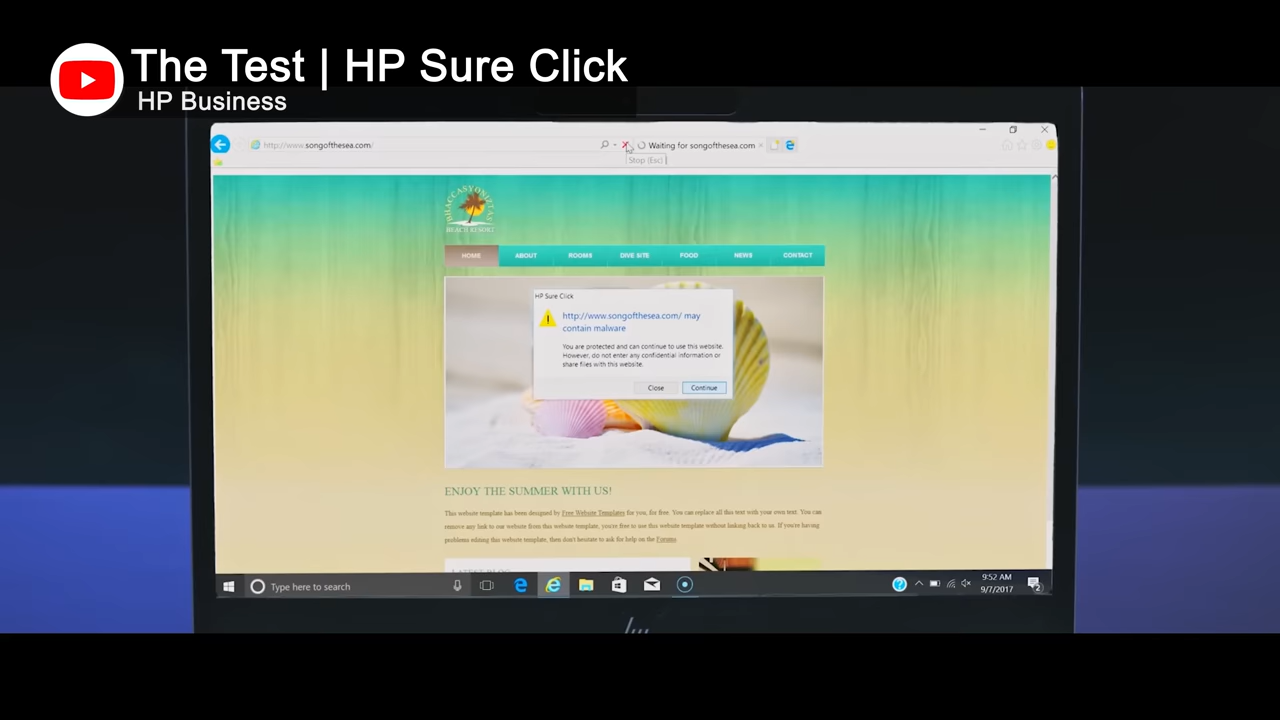 The Test | HP Sure Click
HP Business
http://www.songofthesea.com/
Waiting for songofthesea.com
Stop (Esc)
BEACH RESORT
HOME
ABOUT
ROOMS
DIVE SITE
FOOD
NEWS
CONTACT
HP Sure Click
http://www.songofthesea.com/ may
contain malware
You are protected and can continue to use this website.
However, do not enter any confidential information or
share files with this website.
Close
Continue
ENJOY THE SUMMER WITH US!
This website template has been designed by Free Website Templates for you, for free. You can replace all this text with your own text. You can
remove any link to our website from this website template, you're free to use this website template without linking back to us. If you're having
problems editing this website template, then don't hesitate to ask for help on the Forums.
Type here to search
9:52 AM
9/7/2017
2
hp